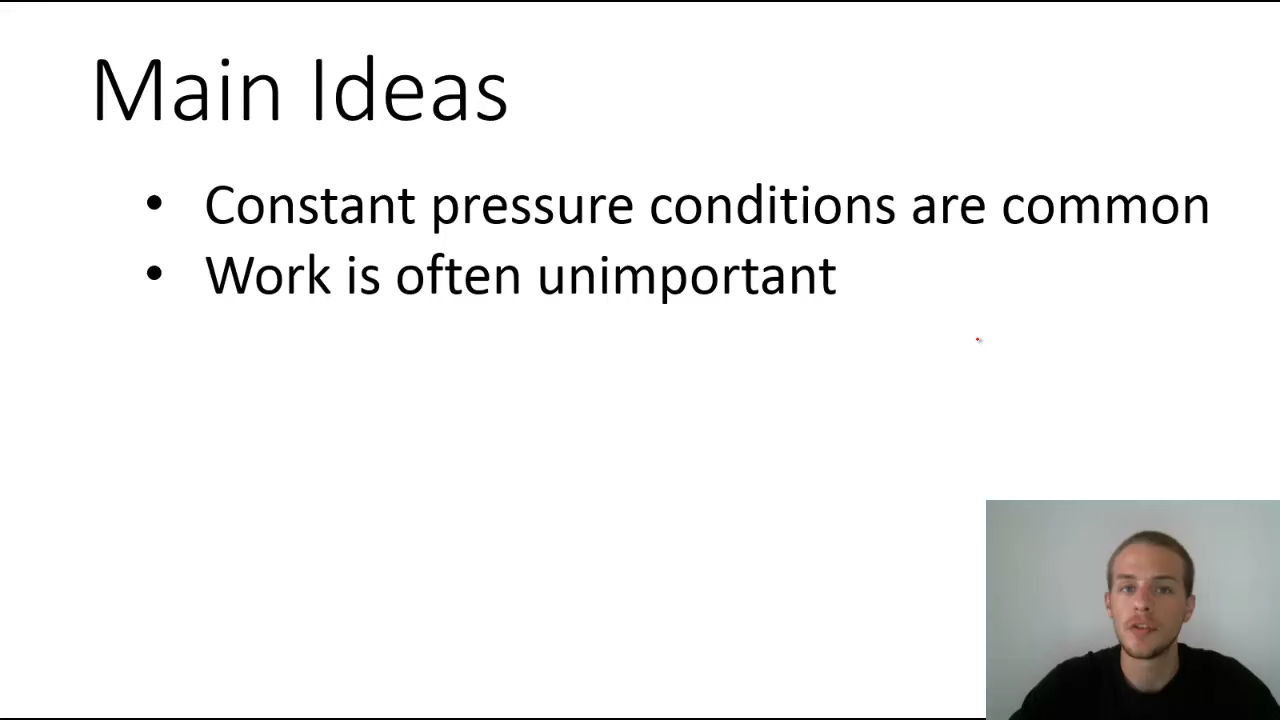 Main Ideas
• Constant pressure conditions are common
• Work is often unimportant